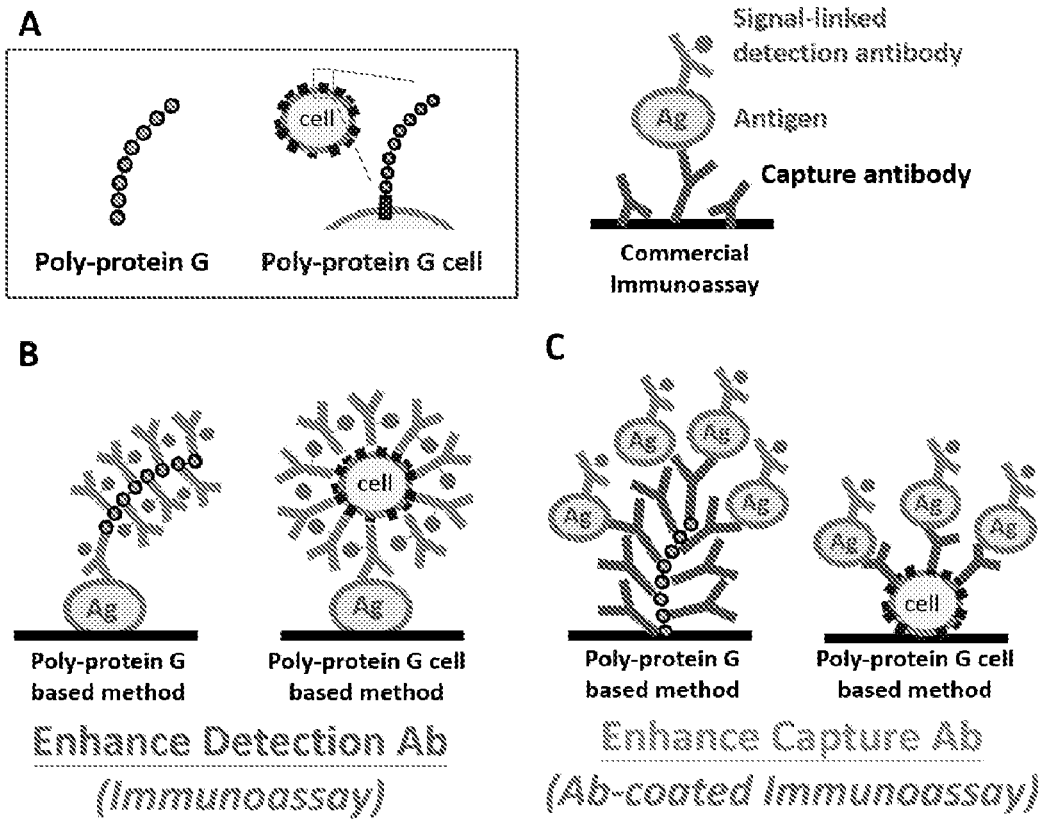 A
cell
Poly-protein G
Poly-protein G cell
Signal-linked
detection antibody
Ag
Antigen
Capture antibody
Commercial
Immunoassay
B
Ag
Poly-protein G
based method
cell
Ag
Poly-protein G cell
based method
Enhance Detection Ab
(Immunoassay)
C
Ag
Ag
Ag
Ag
Poly-protein G
based method
Ag
Ag
Ag
cell
Poly-protein G cell
based method
Enhance Capture Ab
(Ab-coated Immunoassay)